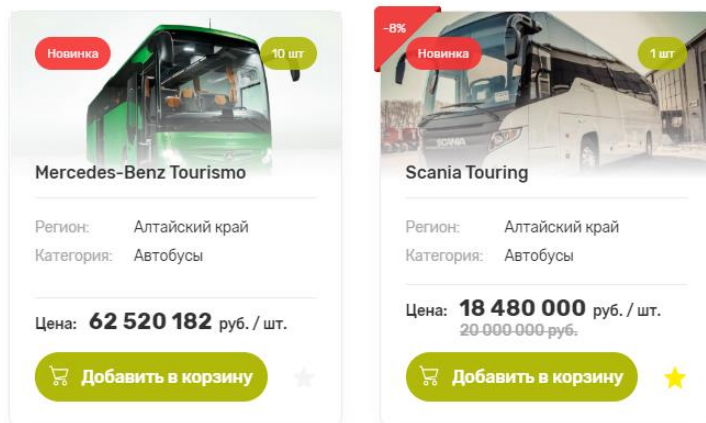 Новинка
10 шт
Mercedes-Benz Tourismo
Регион: Алтайский край
Категория: Автобусы
Цена: 62 520 182 руб. / шт.
Добавить в корзину
-8%
Новинка
1 шт
SCANIA
Scania Touring
Регион: Алтайский край
Категория: Автобусы
Цена: 18 480 000 руб. / шт.
20 000 000 руб.
Добавить в корзину